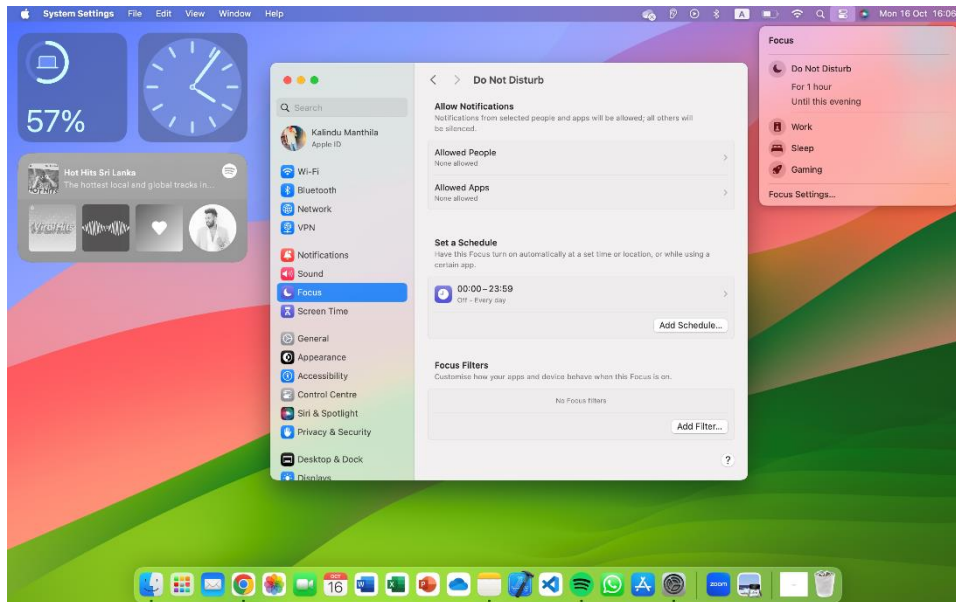 System Settings File Edit View Window Help
A
Mon 16 Oct 16:06
57%
Hot Hits Sri Lanka
The hottest local and global tracks in...
Search
Kalindu Manthila
Apple ID
Wi-Fi
Bluetooth
Network
VPN
Notifications
Sound
Focus
Screen Time
General
Appearance
Accessibility
Control Centre
Siri & Spotlight
Privacy & Security
Desktop & Dock
Displays
Do Not Disturb
Allow Notifications
Notifications from selected people and apps will be allowed; all others will
be silenced.
Allowed People
None allowed
Allowed Apps
None allowed
Set a Schedule
Have this Focus turn on automatically at a set time or location, or while using a
certain app.
00:00–23:59
Off – Every day
Add Schedule...
Focus Filters
Customise how your apps and device behave when this Focus is on.
No Focus filters
Add Filter...
?
Focus
Do Not Disturb
For 1 hour
Until this evening
Work
Sleep
Gaming
Focus Settings...
OCT
16
W
X
P
zoom